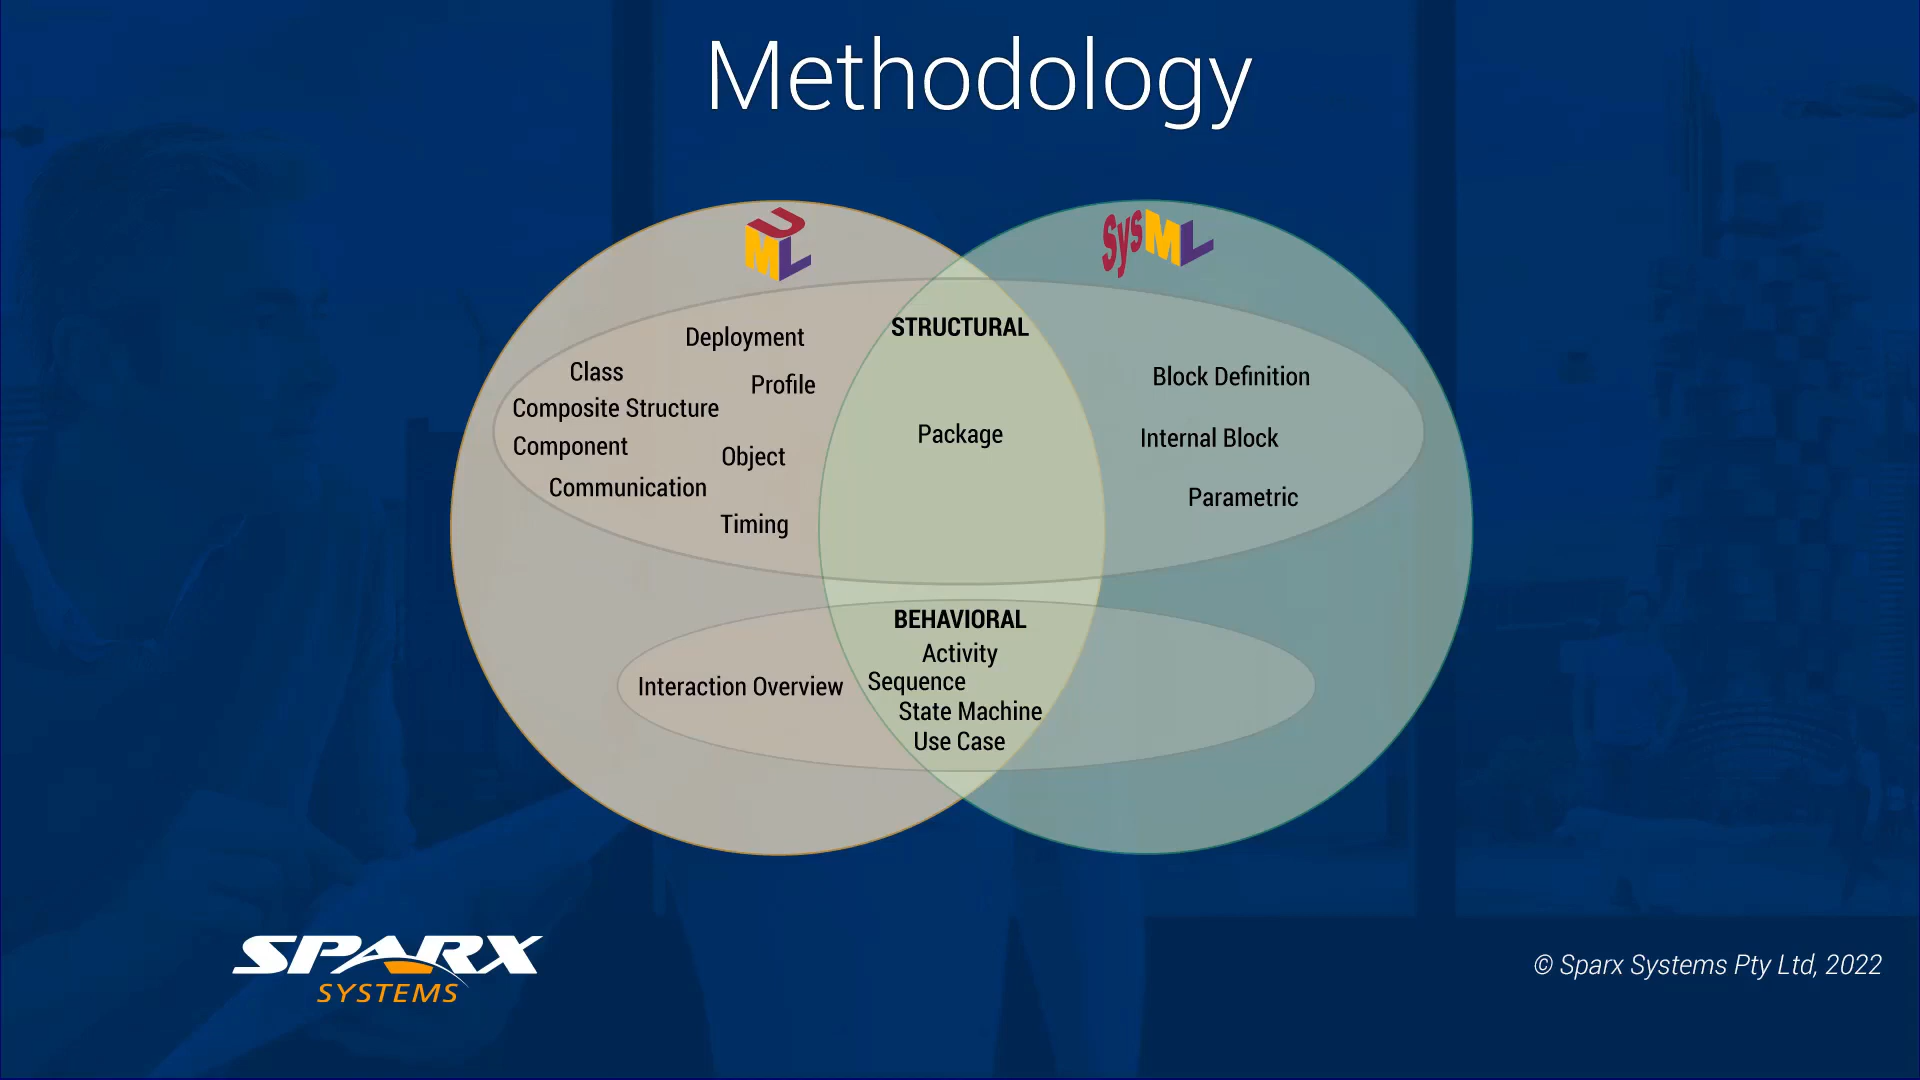 Methodology
UML
SysML
STRUCTURAL
Deployment
Class
Profile
Composite Structure
Component
Object
Communication
Timing
Package
Block Definition
Internal Block
Parametric
BEHAVIORAL
Activity
Interaction Overview
Sequence
State Machine
Use Case
SPARX
SYSTEMS
© Sparx Systems Pty Ltd, 2022